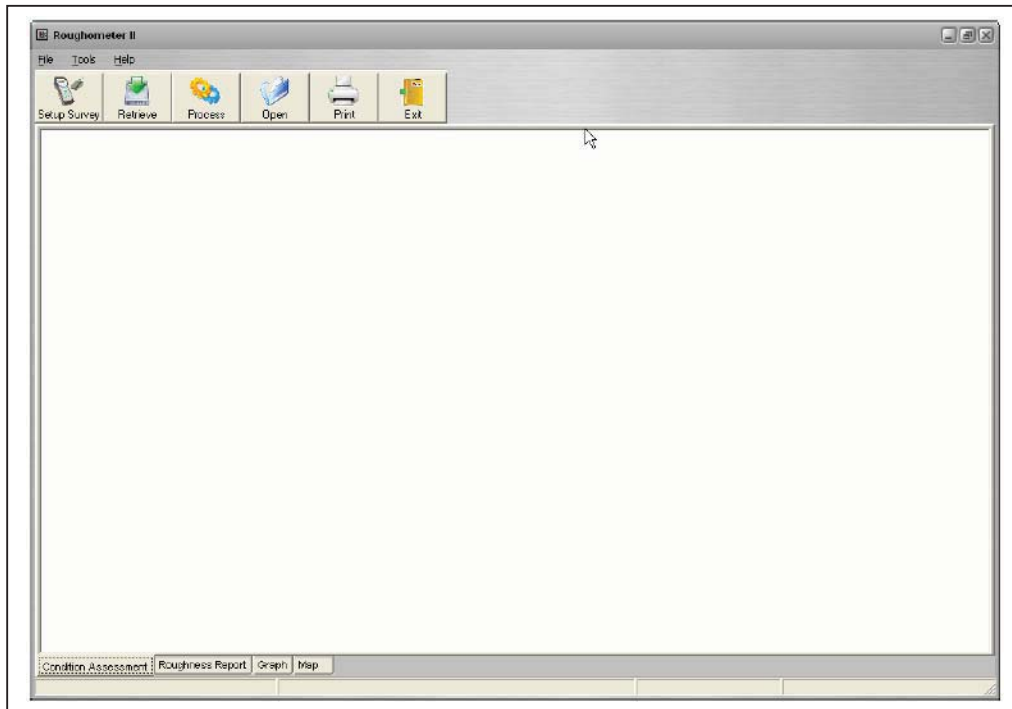 Roughometer II
File Tools Help
Setup Survey Retrieve Process Open Print Exit
Condition Assessment Roughness Report Graph Map